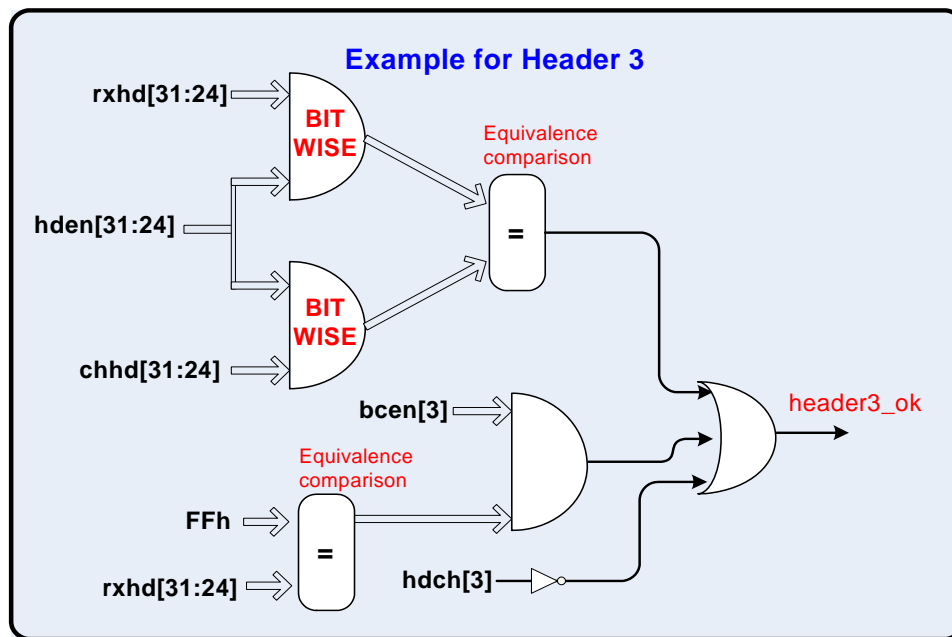 Example for Header 3
rxhd[31:24]
BIT
WISE
Equivalence
comparison
hden[31:24]
=
BIT
WISE
chhd[31:24]
bcen[3]
header3_ok
Equivalence
comparison
FFh
=
rxhd[31:24]
hdch[3]